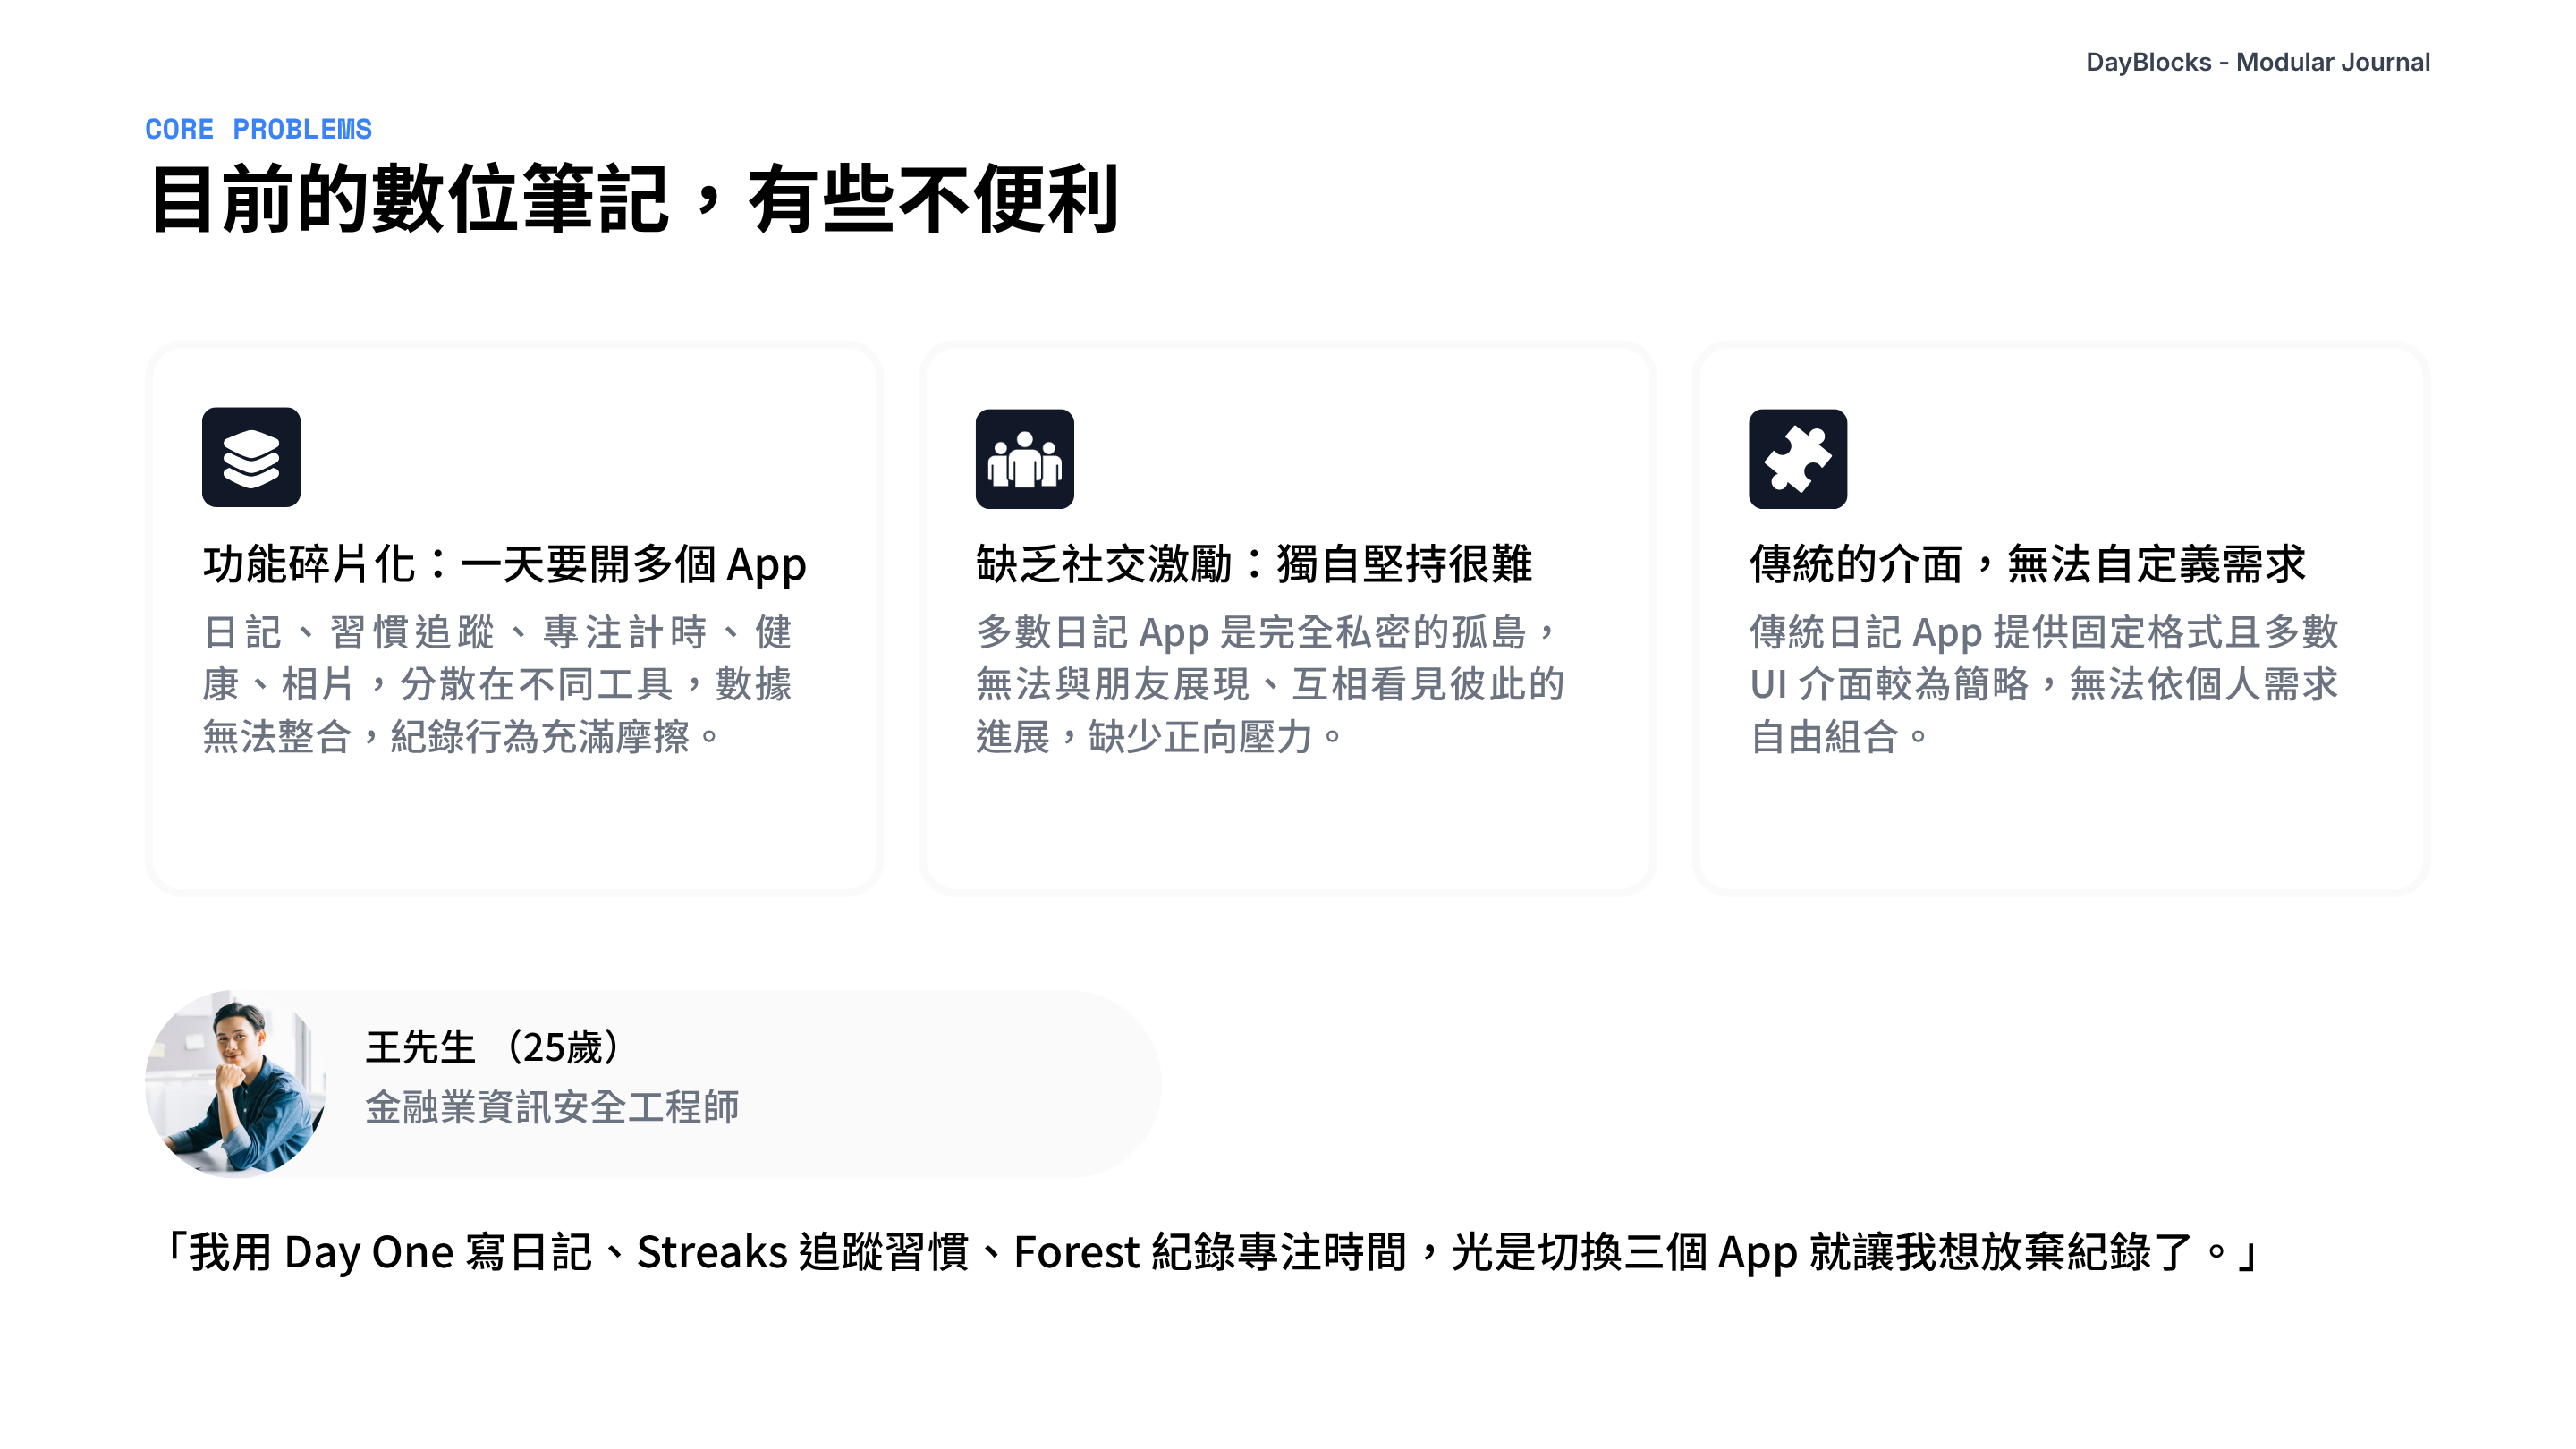 DayBlocks - Modular Journal
CORE PROBLEMS
目前的數位筆記，有些不便利
功能碎片化：一天要開多個 App
日記、習慣追蹤、專注計時、健
康、相片，分散在不同工具，數據
無法整合，紀錄行為充滿摩擦。
缺乏社交激勵：獨自堅持很難
多數日記 App 是完全私密的孤島，
無法與朋友展現、互相看見彼此的
進展，缺少正向壓力。
傳統的介面，無法自定義需求
傳統日記 App 提供固定格式且多數
UI 介面較為簡略，無法依個人需求
自由組合。
王先生 （25歲）
金融業資訊安全工程師
「我用 Day One 寫日記、Streaks 追蹤習慣、Forest 紀錄專注時間，光是切換三個 App 就讓我想放棄紀錄了。」